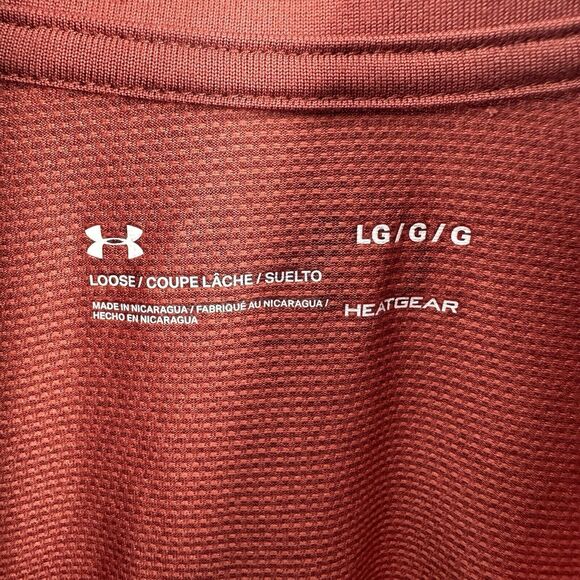 LG / G / G
LOOSE / COUPE LÂCHE / SUELTO
MADE IN NICARAGUA / FABRIQUÉ AU NICARAGUA /
HECHO EN NICARAGUA
HEATGEAR